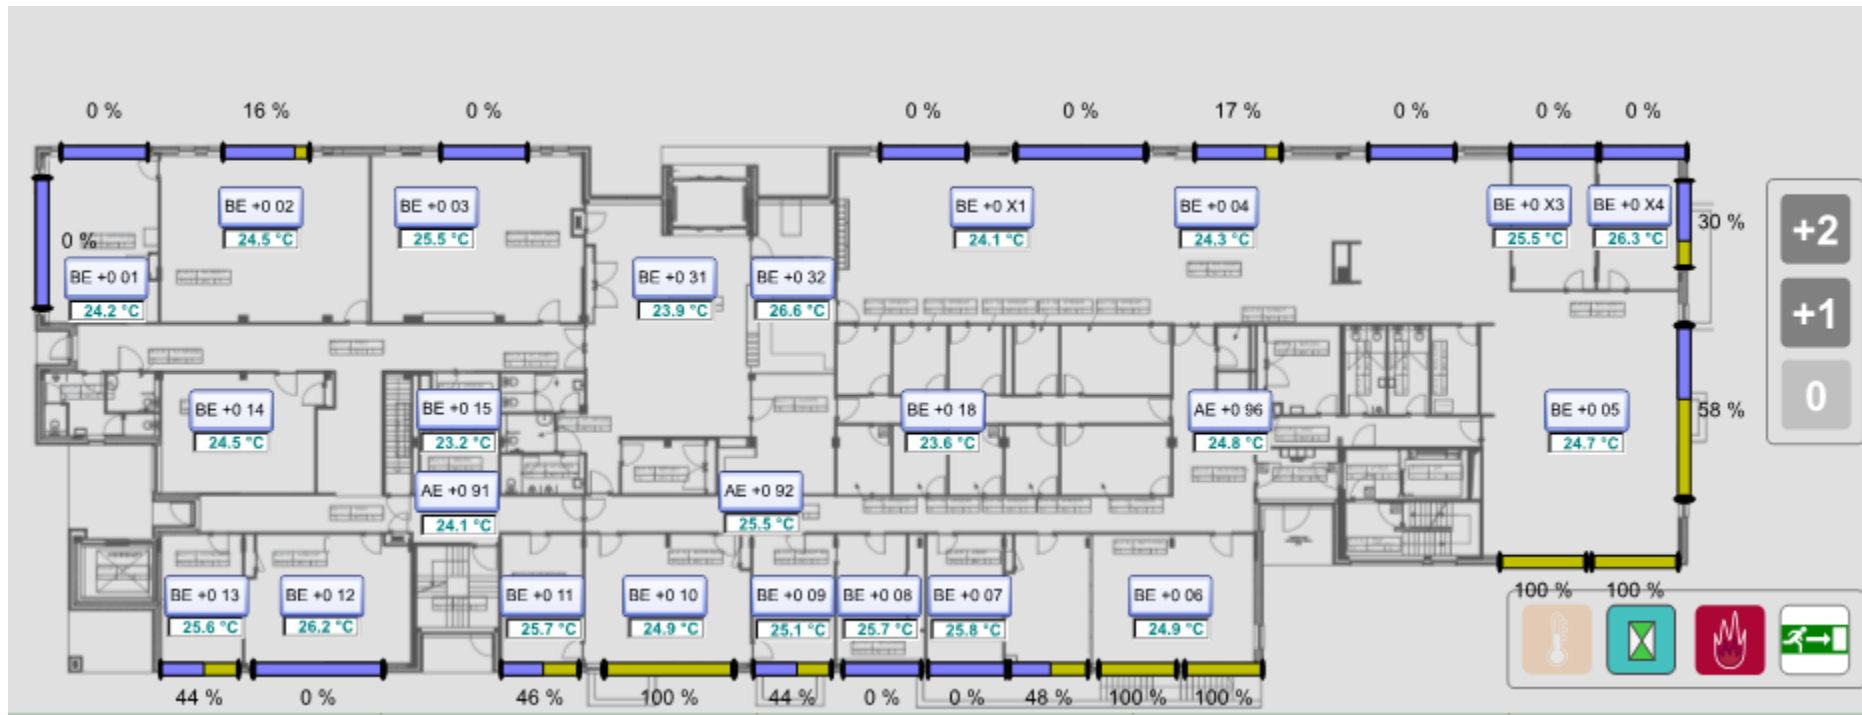 0 % 16 % 0 % 0 % 0 % 17 % 0 % 0 % 0 %
BE +0 02 BE +0 03 BE +0 X1 BE +0 04 BE +0 X3 BE +0 X4
24.5 °C 25.5 °C 24.1 °C 24.3 °C 25.5 °C 26.3 °C
30 %
+2
0 %
BE +0 01 BE +0 31 BE +0 32
24.2 °C 23.9 °C 26.6 °C
+1
BE +0 14 BE +0 15 BE +0 18 AE +0 96 BE +0 05
58 %
0
24.5 °C 23.2 °C 23.6 °C 24.8 °C 24.7 °C
AE +0 91 AE +0 92
24.1 °C 25.5 °C
BE +0 13 BE +0 12 BE +0 11 BE +0 10 BE +0 09 BE +0 08 BE +0 07 BE +0 06
100 % 100 %
25.6 °C 26.2 °C 25.7 °C 24.9 °C 25.1 °C 25.7 °C 25.8 °C 24.9 °C
44 % 0 % 46 % 100 % 44 % 0 % 0 % 48 % 100 % 100 %